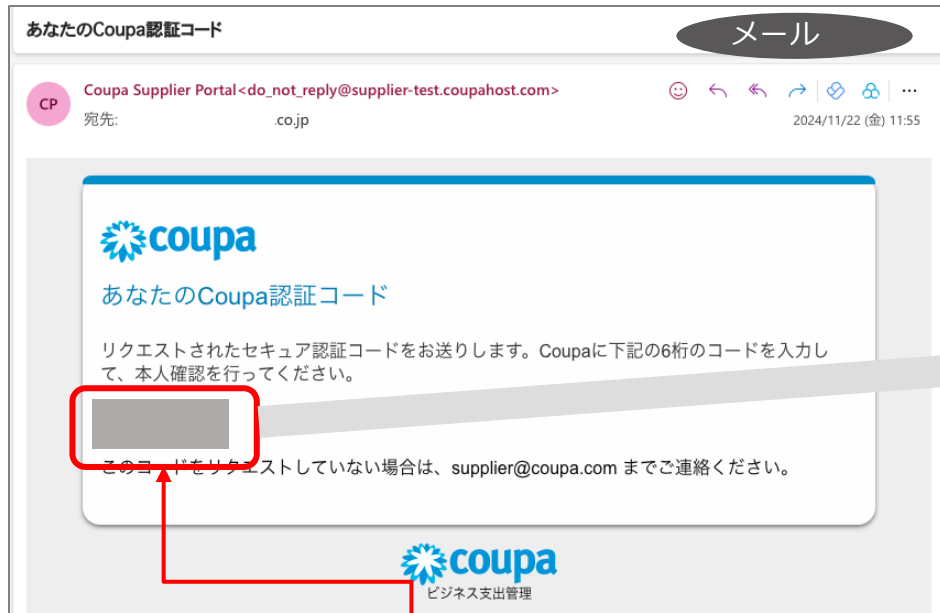 あなたのCoupa認証コード
メール
CP
Coupa Supplier Portal<do_not_reply@supplier-test.coupahost.com>
宛先: .co.jp
2024/11/22 (金) 11:55
coupa
あなたのCoupa認証コード
リクエストされたセキュア認証コードをお送りします。Coupaに下記の6桁のコードを入力し
て、本人確認を行ってください。
このコードをリクエストしていない場合は、supplier@coupa.com までご連絡ください。
coupa
ビジネス支出管理